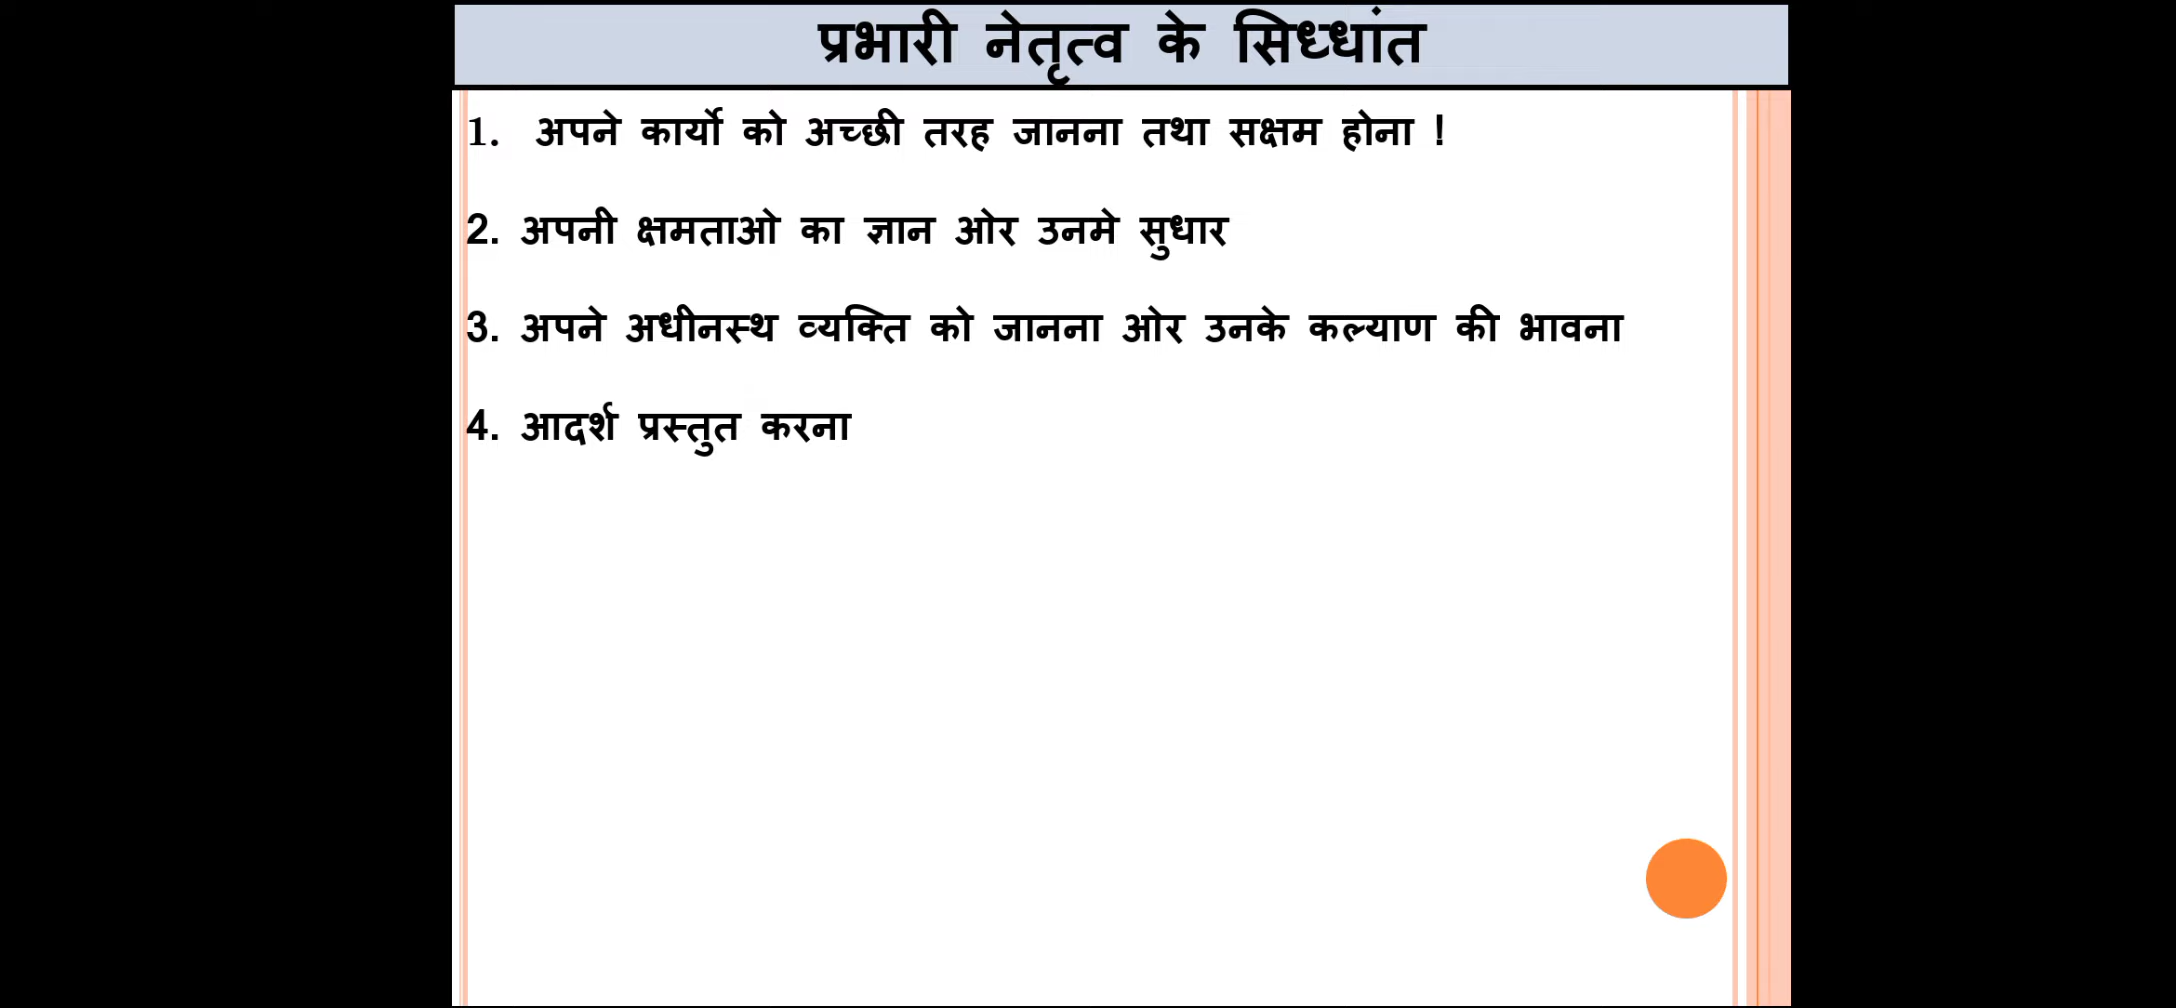 प्रभारी नेतृत्व के सिध्धांत
1. अपने कार्यो को अच्छी तरह जानना तथा सक्षम होना !
2. अपनी क्षमताओ का ज्ञान ओर उनमे सुधार
3. अपने अधीनस्थ व्यक्ति को जानना ओर उनके कल्याण की भावना
4. आदर्श प्रस्तुत करना